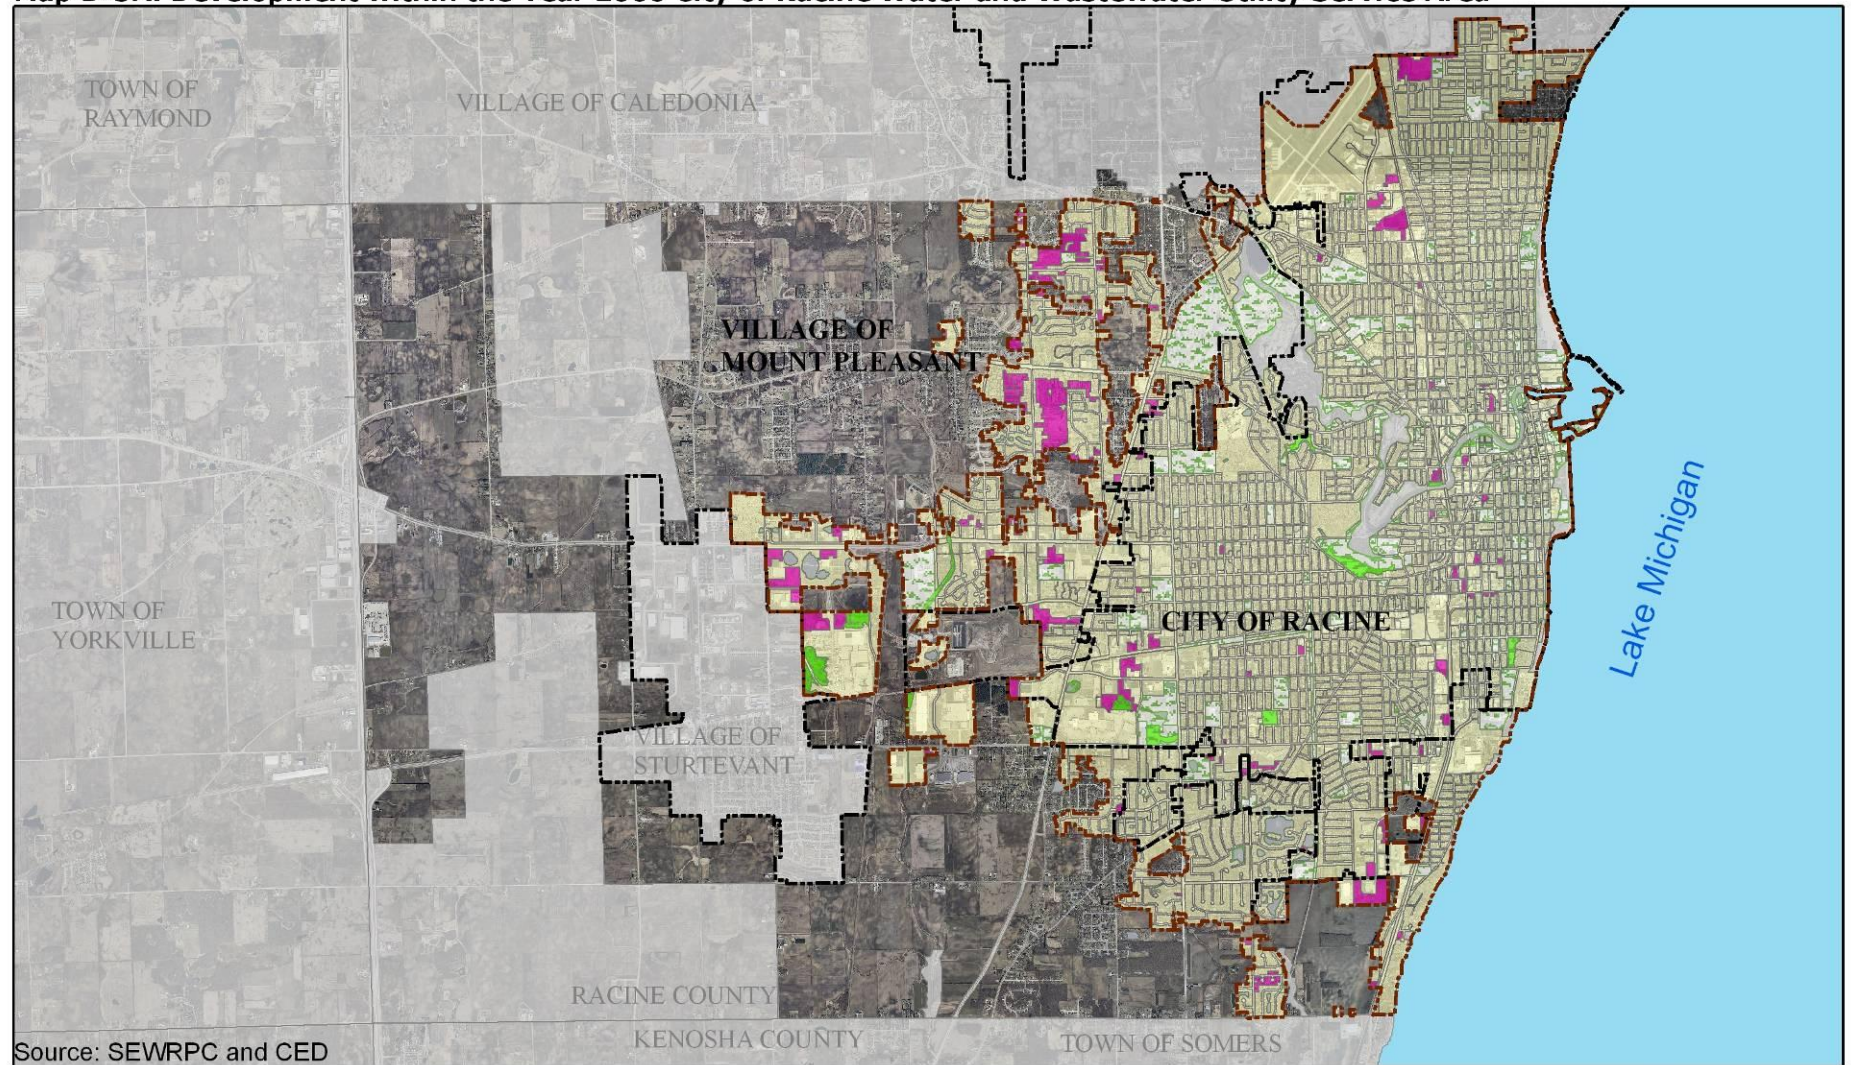 TOWN OF
RAYMOND
VILLAGE OF CALEDONIA
VILLAGE OF
MOUNT PLEASANT
TOWN OF
YORKVILLE
CITY OF RACINE
Lake Michigan
VILLAGE OF
STURTEVANT
RACINE COUNTY
KENOSHA COUNTY
TOWN OF SOMERS
Source: SEWRPC and CED